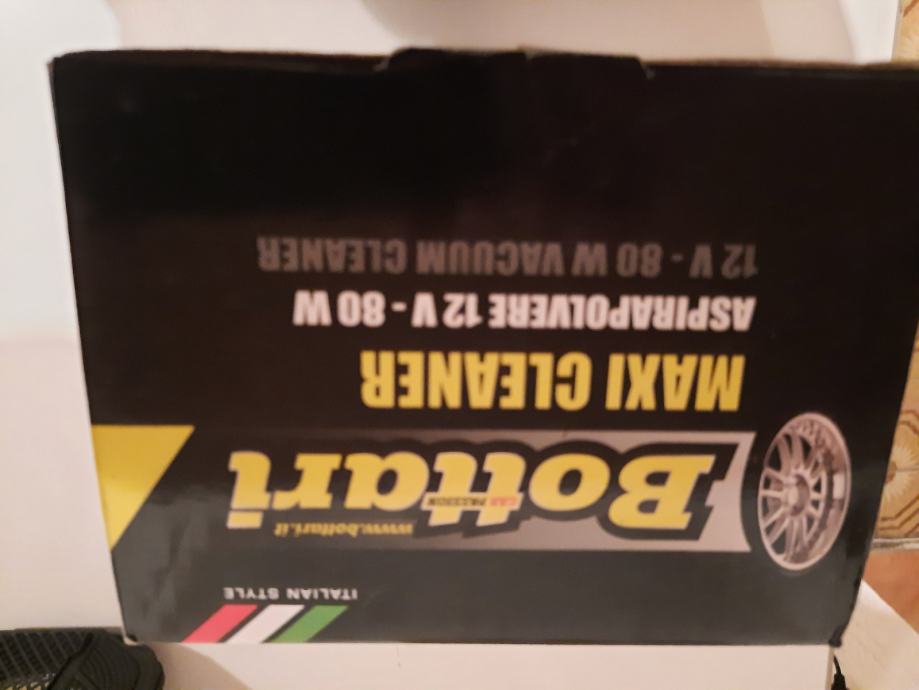 ITALIAN STYLE
www.bottari.it
Bottari
CAR PASSION
MAXI CLEANER
ASPIRAPOLVERE 12 V - 80 W
12 V - 80 W VACUUM CLEANER